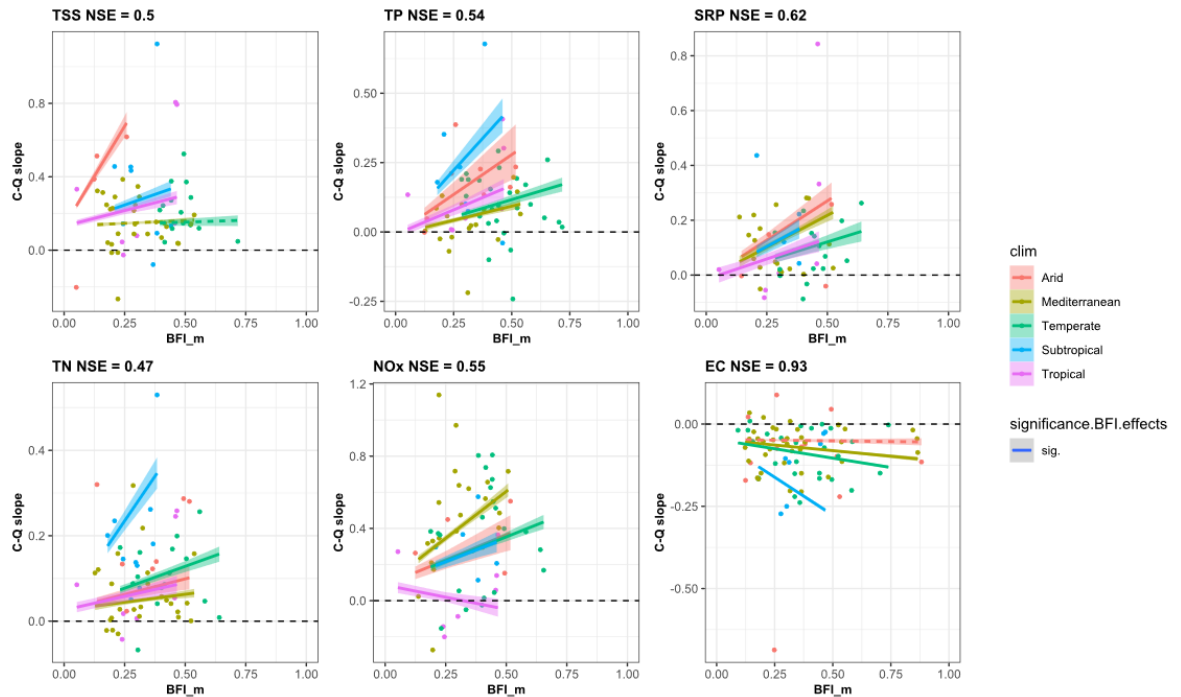 TSS NSE = 0.5
TP NSE = 0.54
SRP NSE = 0.62
C-Q slope
0.8
0.4
0.0
0.00 0.25 0.50 0.75 1.00
BFI_m
C-Q slope
0.50
0.25
0.00
-0.25
0.00 0.25 0.50 0.75 1.00
BFI_m
C-Q slope
0.8
0.6
0.4
0.2
0.0
0.00 0.25 0.50 0.75 1.00
BFI_m
TN NSE = 0.47
NOx NSE = 0.55
EC NSE = 0.93
C-Q slope
0.4
0.2
0.0
0.00 0.25 0.50 0.75 1.00
BFI_m
C-Q slope
1.2
0.8
0.4
0.0
0.00 0.25 0.50 0.75 1.00
BFI_m
C-Q slope
0.00
-0.25
-0.50
0.00 0.25 0.50 0.75 1.00
BFI_m
clim
Arid
Mediterranean
Temperate
Subtropical
Tropical
significance.BFI.effects
sig.